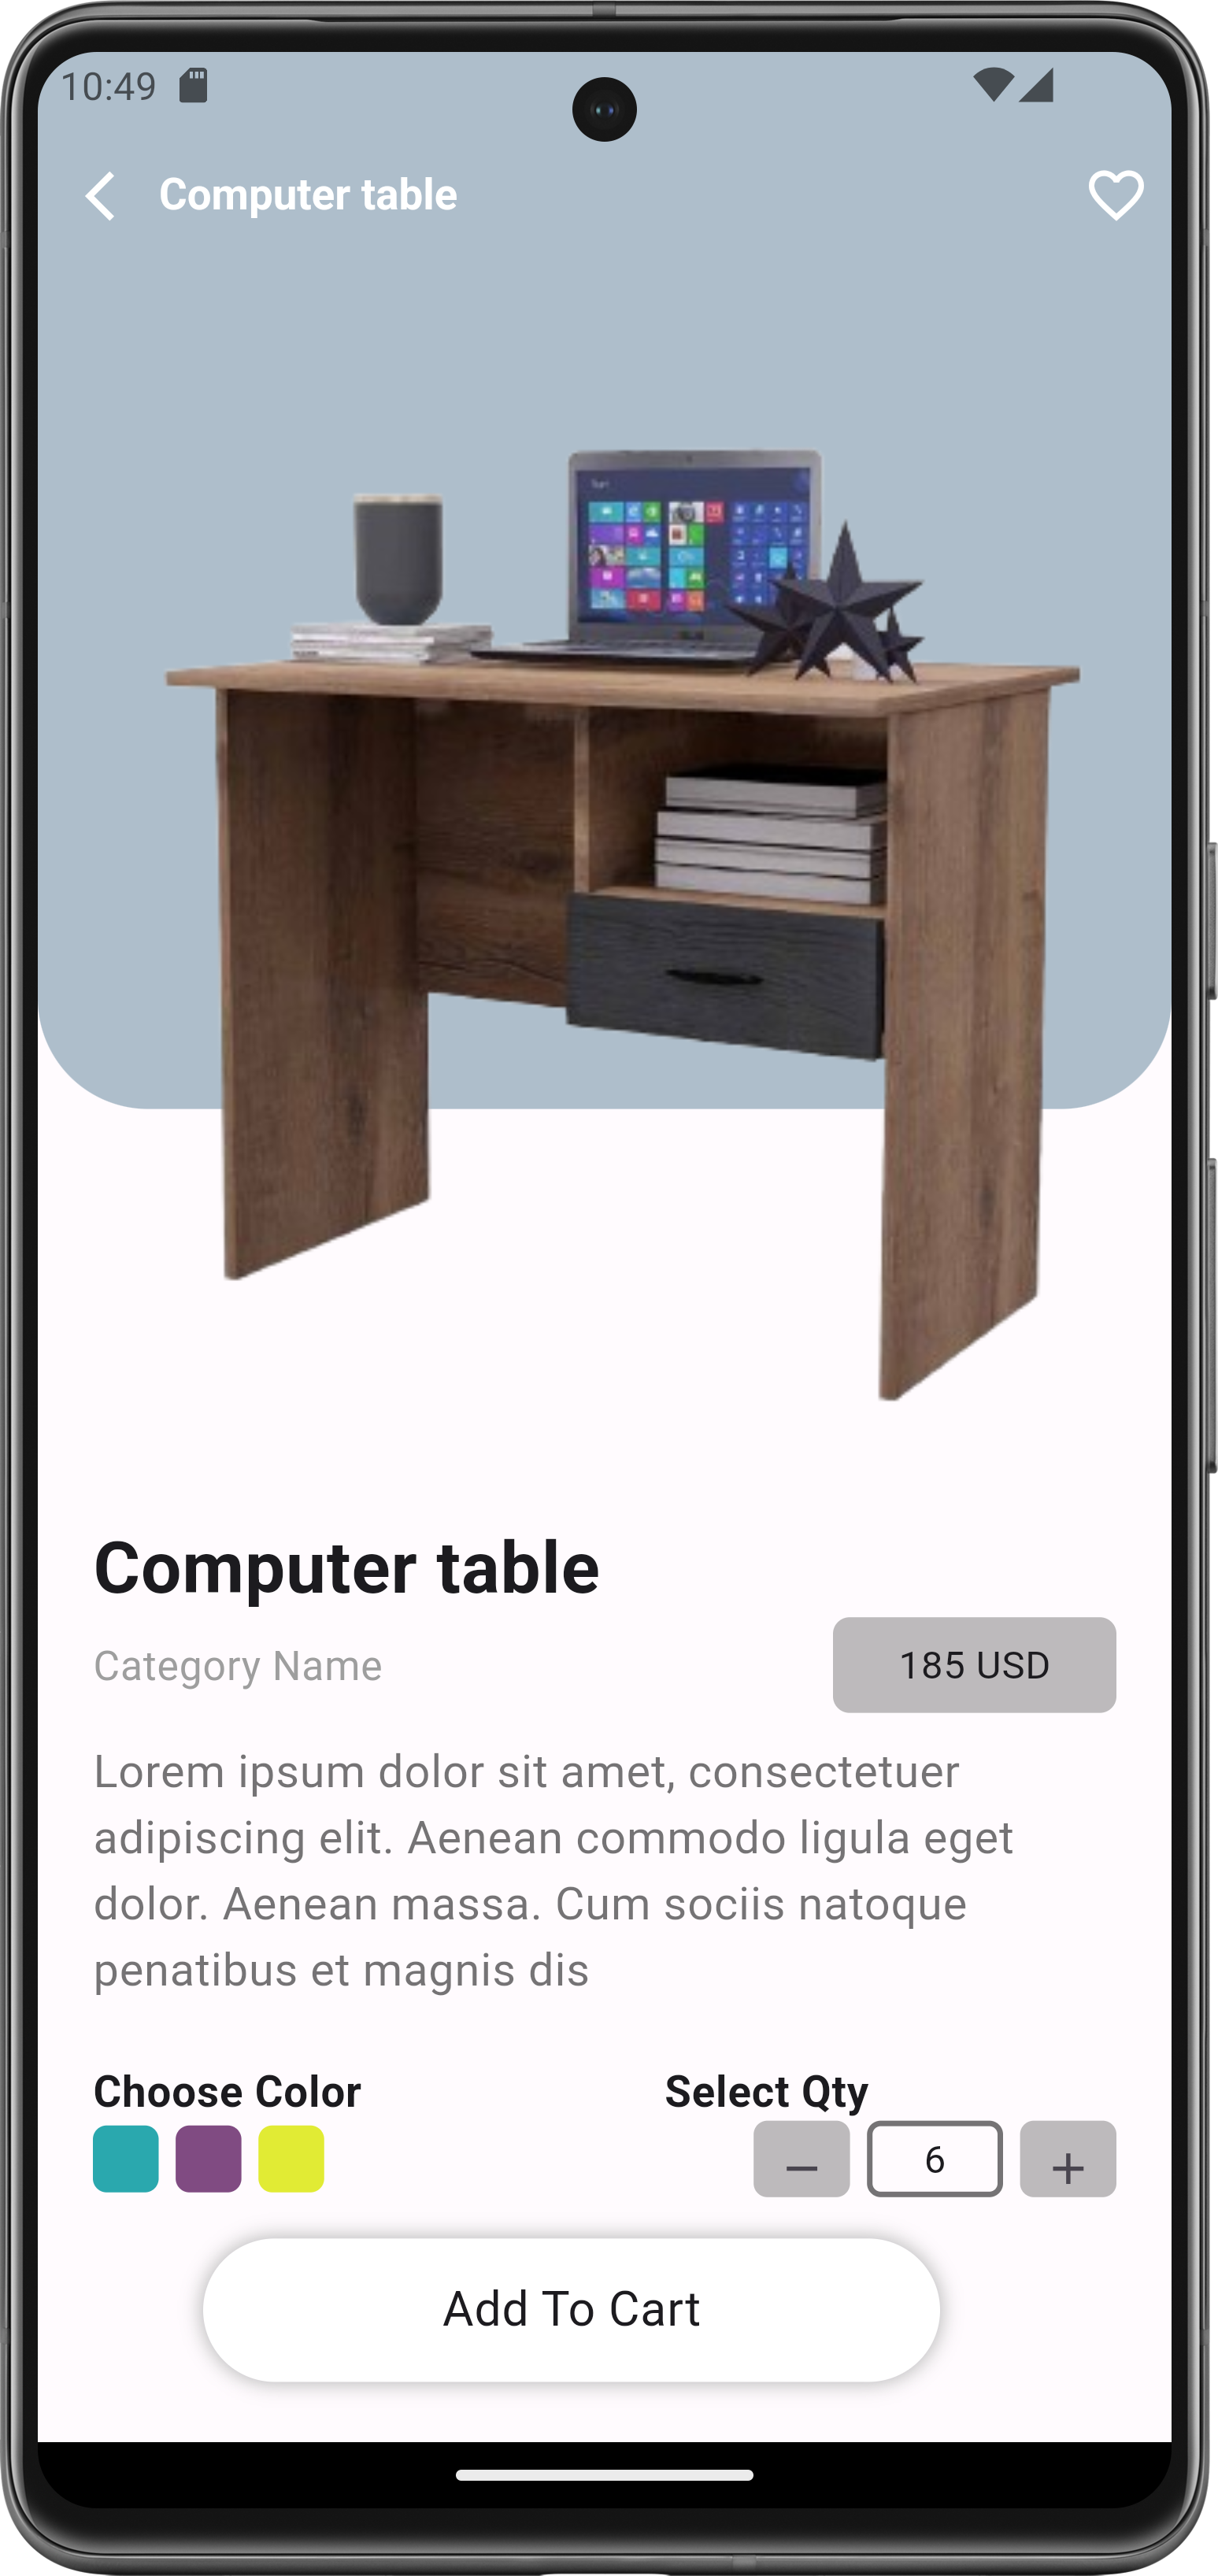 10:49
Computer table
Start
Computer table
Category Name
185 USD
Lorem ipsum dolor sit amet, consectetuer
adipiscing elit. Aenean commodo ligula eget
dolor. Aenean massa. Cum sociis natoque
penatibus et magnis dis
Choose Color
Select Qty
− 6 +
Add To Cart